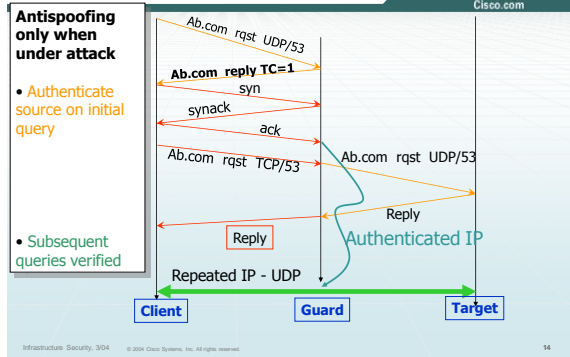 Cisco.com
Antispoofing
only when
under attack
• Authenticate
source on initial
query
• Subsequent
queries verified
Ab.com rqst UDP/53
Ab.com reply TC=1
syn
synack
ack
Ab.com rqst TCP/53
Ab.com rqst UDP/53
Reply
Reply
Authenticated IP
Repeated IP - UDP
Client
Guard
Target
Infrastructure Security, 3/04
© 2004 Cisco Systems, Inc. All rights reserved.
14